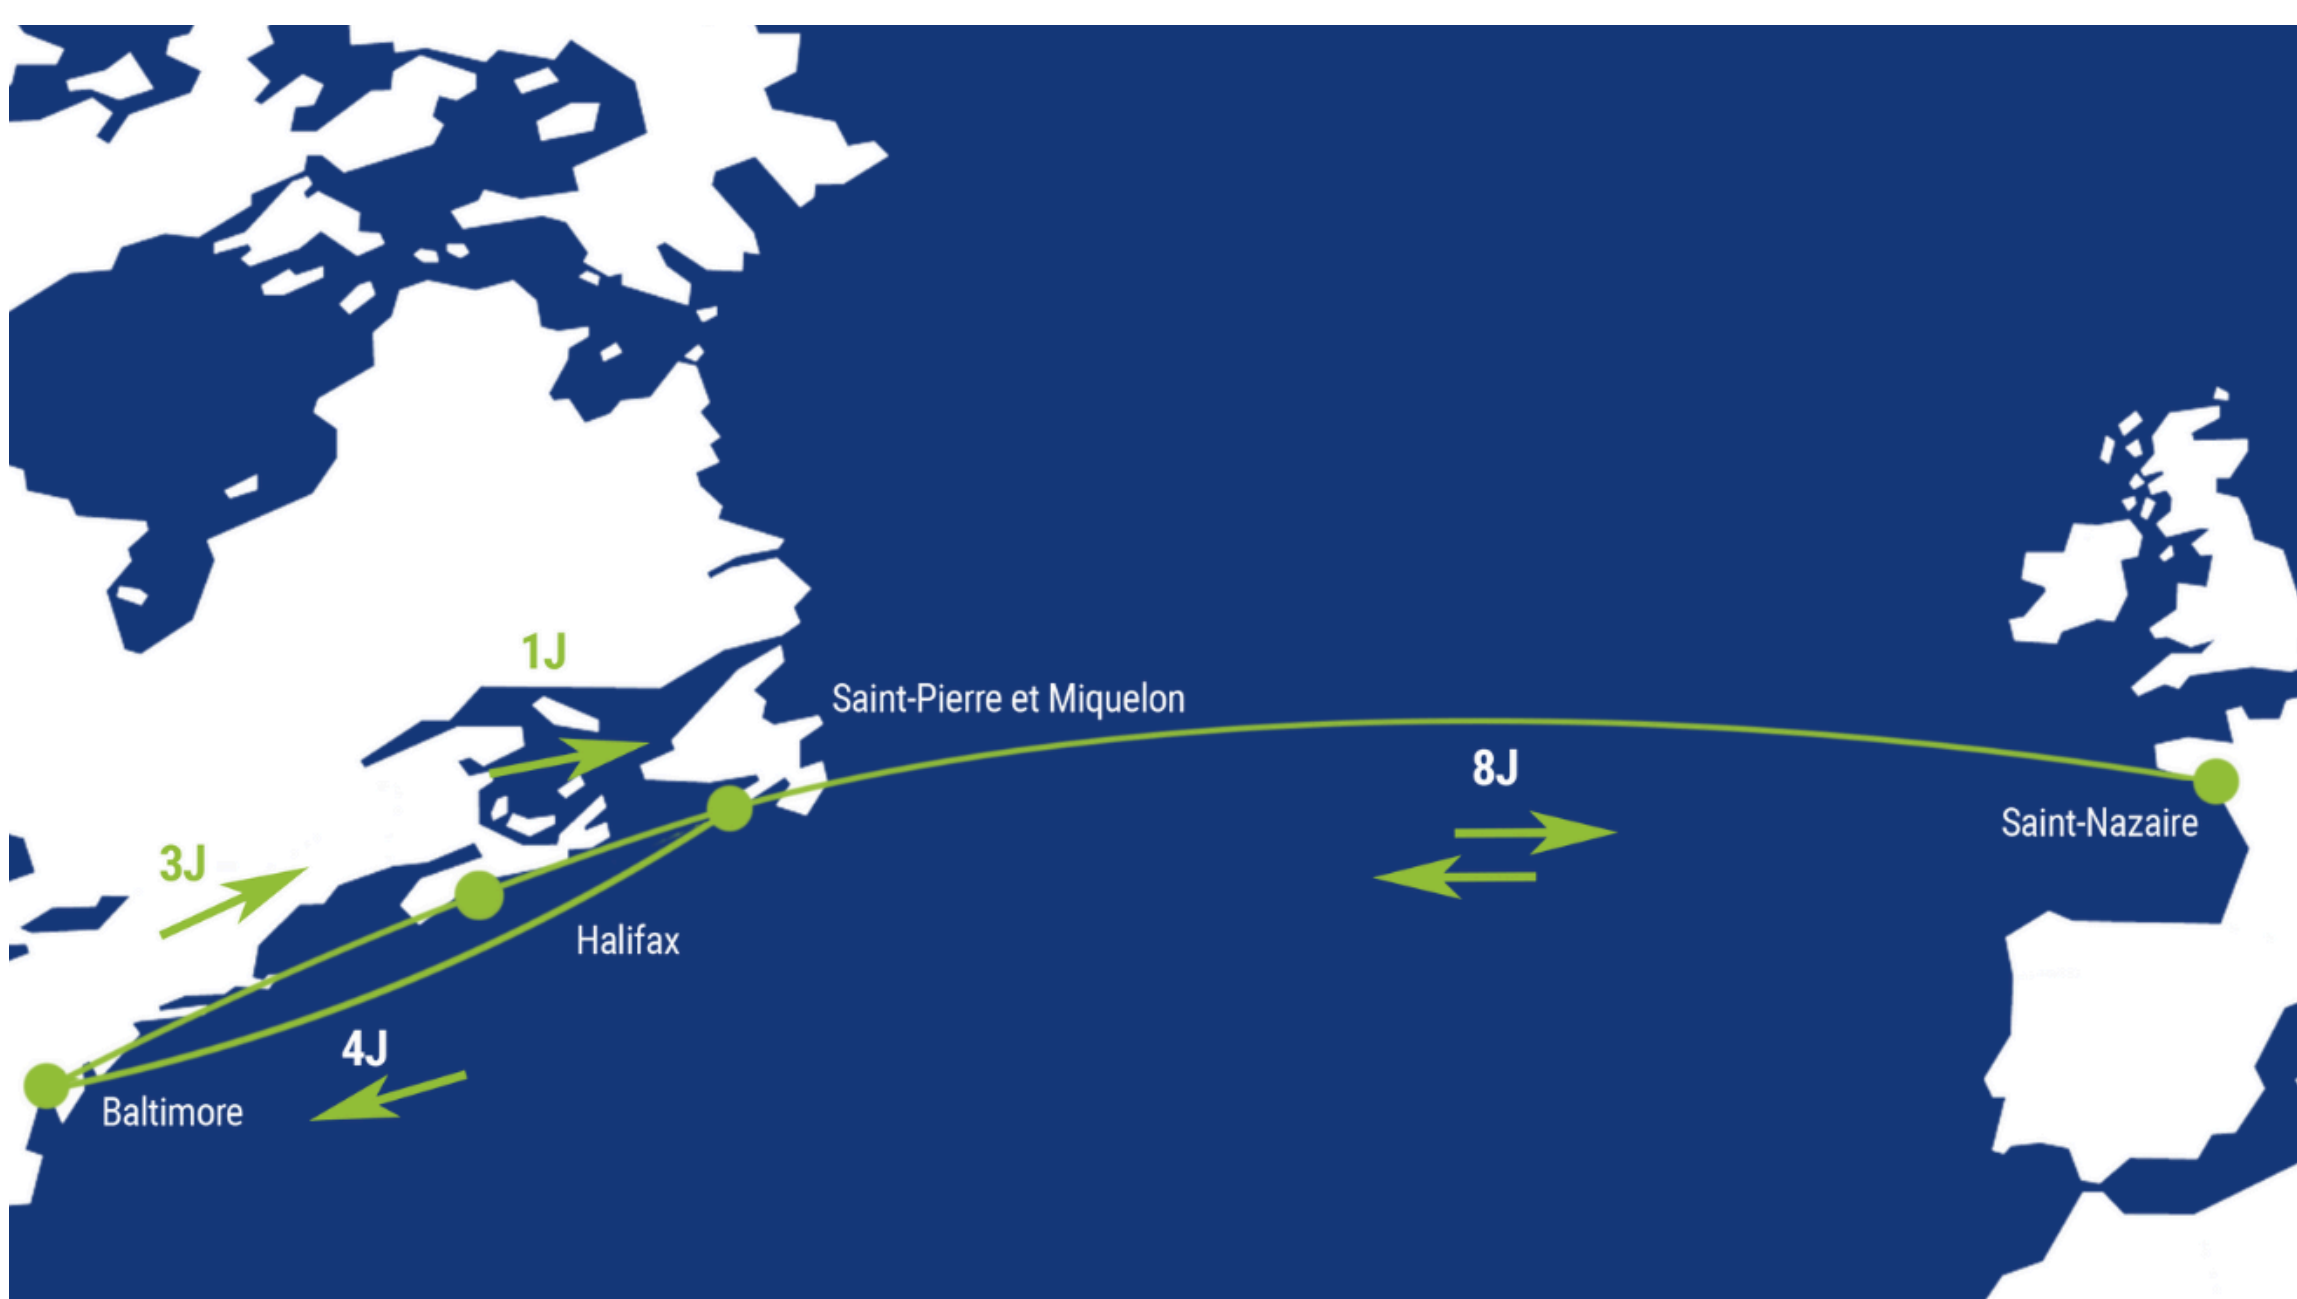 1J
Saint-Pierre et Miquelon
8J
Saint-Nazaire
3J
Halifax
4J
Baltimore